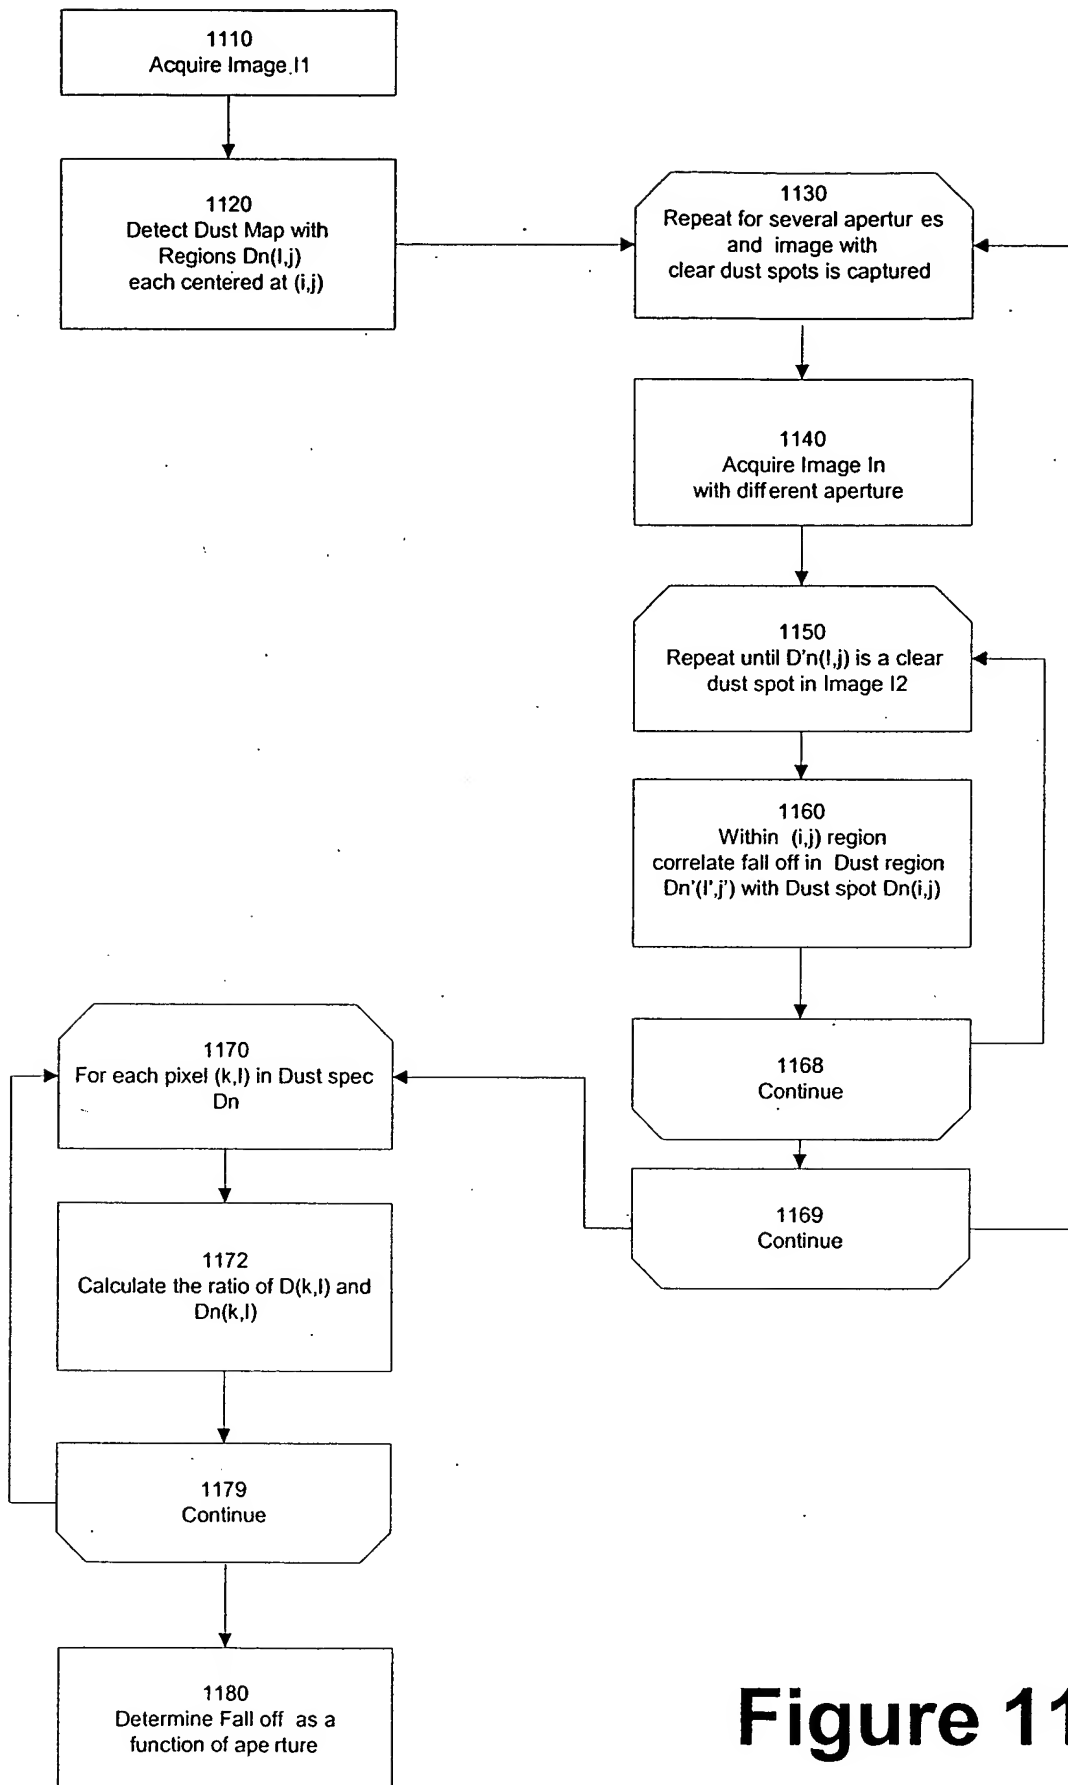 1110
Acquire Image I1
1120
Detect Dust Map with
Regions Dn(I,j)
each centered at (i,j)
1130
Repeat for several apertur es
and image with
clear dust spots is captured
1140
Acquire Image In
with different aperture
1150
Repeat until D'n(I,j) is a clear
dust spot in Image I2
1160
Within (i,j) region
correlate fall off in Dust region
Dn'(I',j') with Dust spot Dn(i,j)
1168
Continue
1169
Continue
1170
For each pixel (k,l) in Dust spec
Dn
1172
Calculate the ratio of D(k,l) and
Dn(k,l)
1179
Continue
1180
Determine Fall off as a
function of ape rture
Figure 11